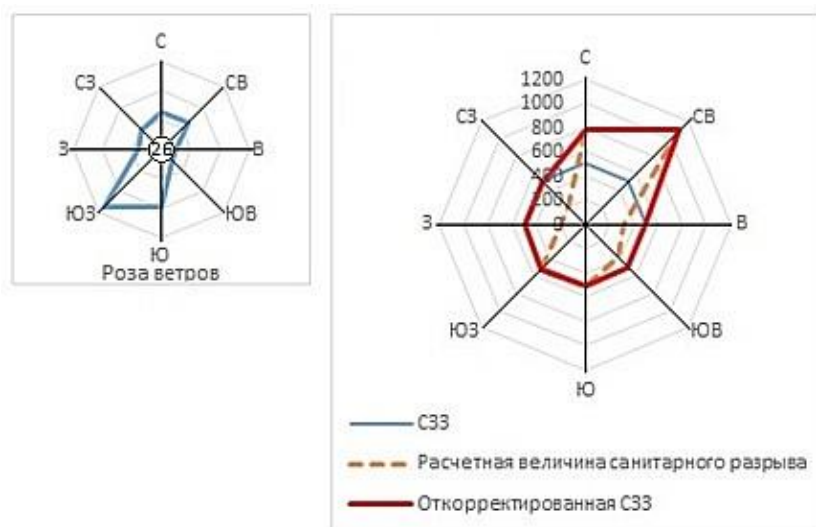 С
СЗ
СВ
З
26
В
ЮЗ
ЮВ
Ю
Роза ветров
С
1200
1000
800
600
400
200
0
СЗ
СВ
З
В
ЮЗ
ЮВ
Ю
СЗЗ
Расчетная величина санитарного разрыва
Откорректированная СЗЗ